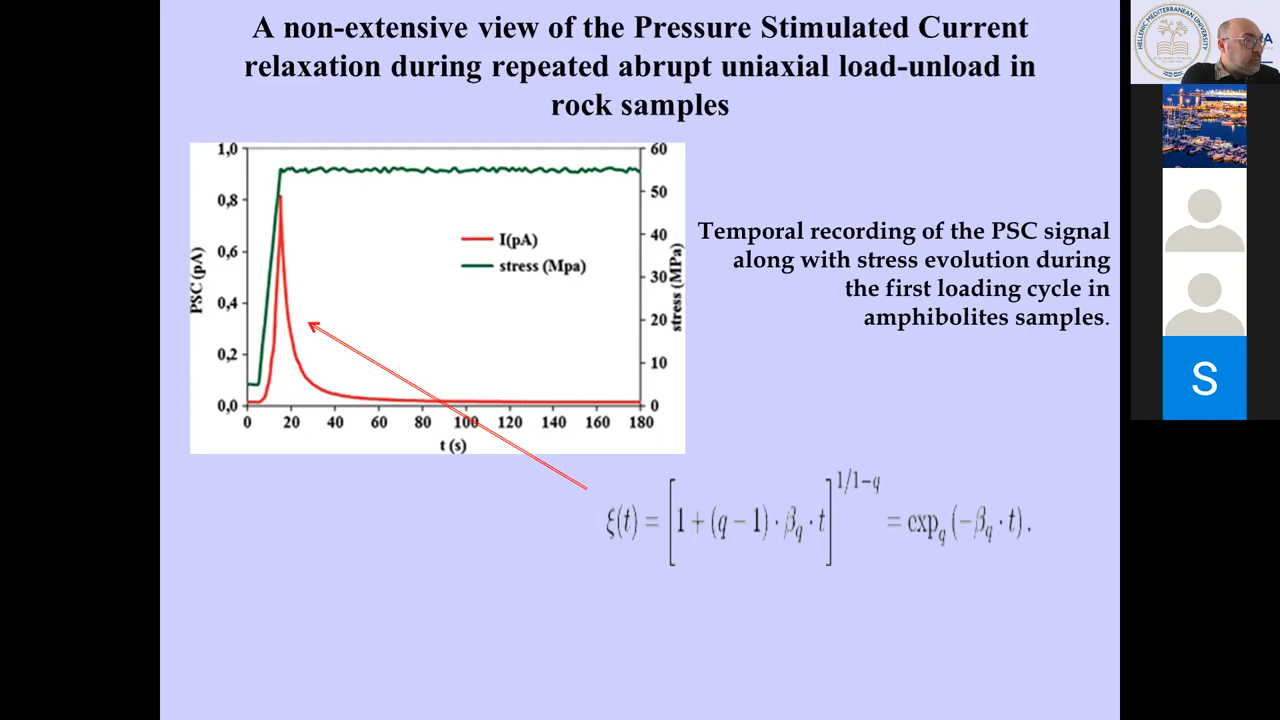 A non-extensive view of the Pressure Stimulated Current
relaxation during repeated abrupt uniaxial load-unload in
rock samples
1,0
0,8
0,6
0,4
0,2
0,0
PSC (pA)
60
50
40
30
20
10
0
stress (MPa)
I(pA)
stress (Mpa)
0 20 40 60 80 100 120 140 160 180
t (s)
Temporal recording of the PSC signal
along with stress evolution during
the first loading cycle in
amphibolites samples.
ξ(t) = [1 + (q − 1) · β_q · t]^{1/1−q} = exp_q (−β_q · t).
HELLENIC MEDITERRANEAN UNIVERSITY
S